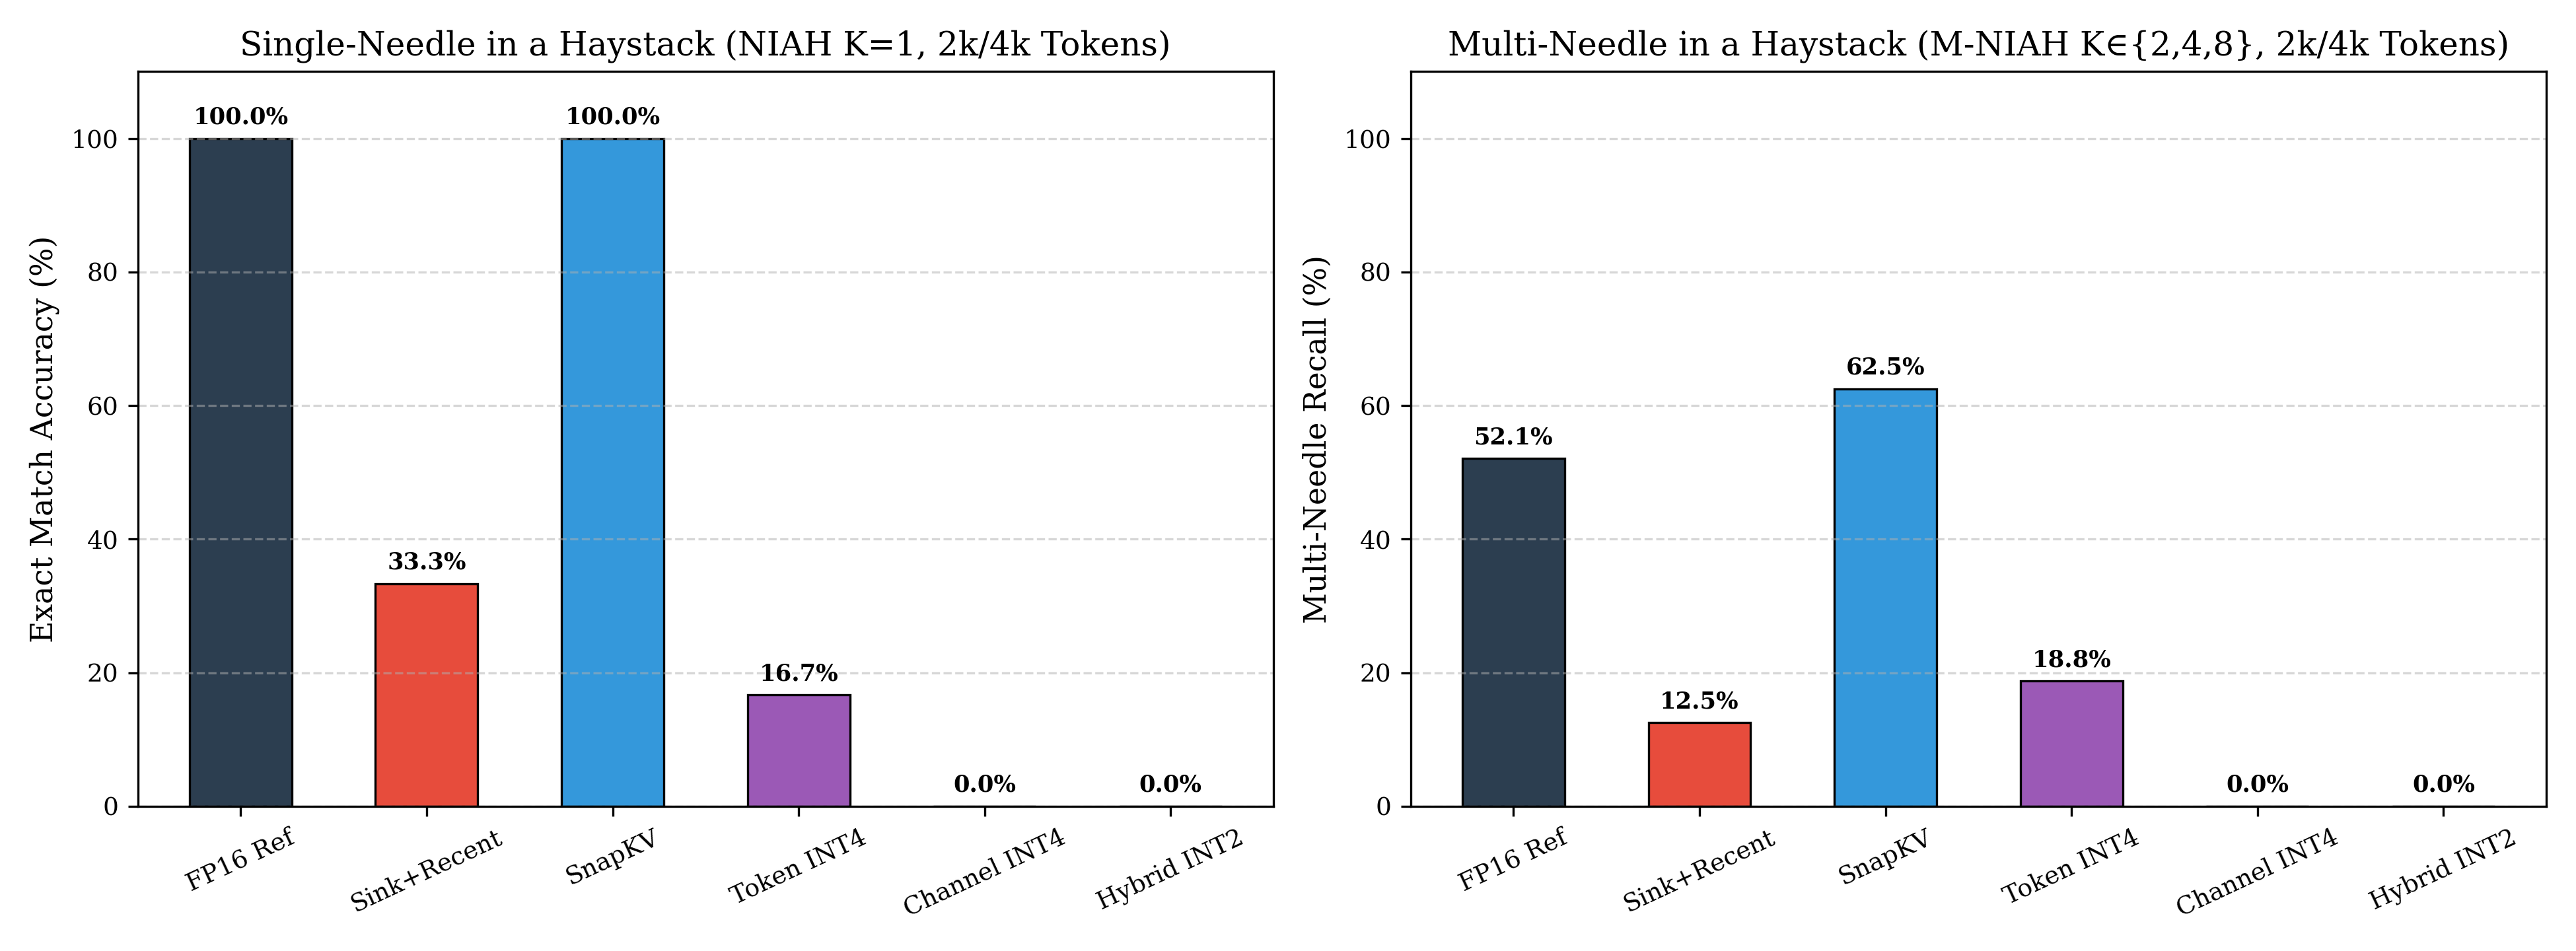 Single-Needle in a Haystack (NIAH K=1, 2k/4k Tokens)
Exact Match Accuracy (%)
100
80
60
40
20
0
100.0%
33.3%
100.0%
16.7%
0.0%
0.0%
FP16 Ref
Sink+Recent
SnapKV
Token INT4
Channel INT4
Hybrid INT2
Multi-Needle in a Haystack (M-NIAH K∈{2,4,8}, 2k/4k Tokens)
Multi-Needle Recall (%)
100
80
60
40
20
0
52.1%
12.5%
62.5%
18.8%
0.0%
0.0%
FP16 Ref
Sink+Recent
SnapKV
Token INT4
Channel INT4
Hybrid INT2